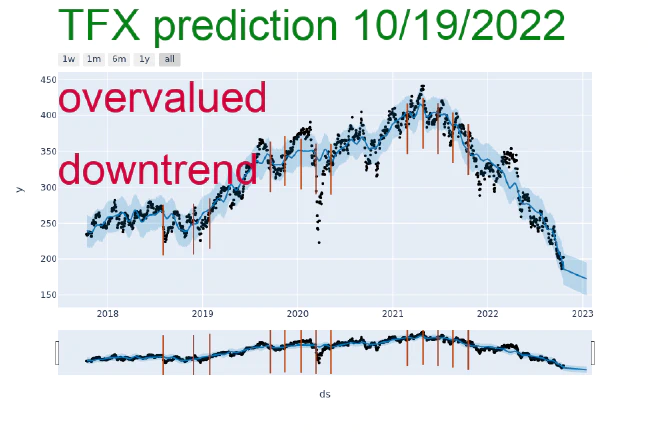 TFX prediction 10/19/2022
1w 1m 6m 1y all
overvalued
downtrend
y
450
400
350
300
250
200
150
2018 2019 2020 2021 2022 2023
ds